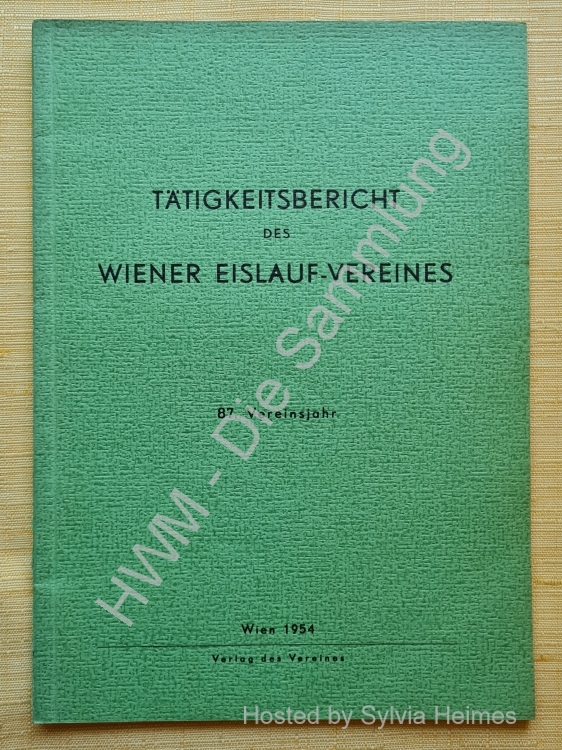 TÄTIGKEITSBERICHT
DES
WIENER EISLAUF-VEREINES
87. Vereinsjahr
Wien 1954
Verlag des Vereines
HWM - Die Sammlung
Hosted by Sylvia Heimes